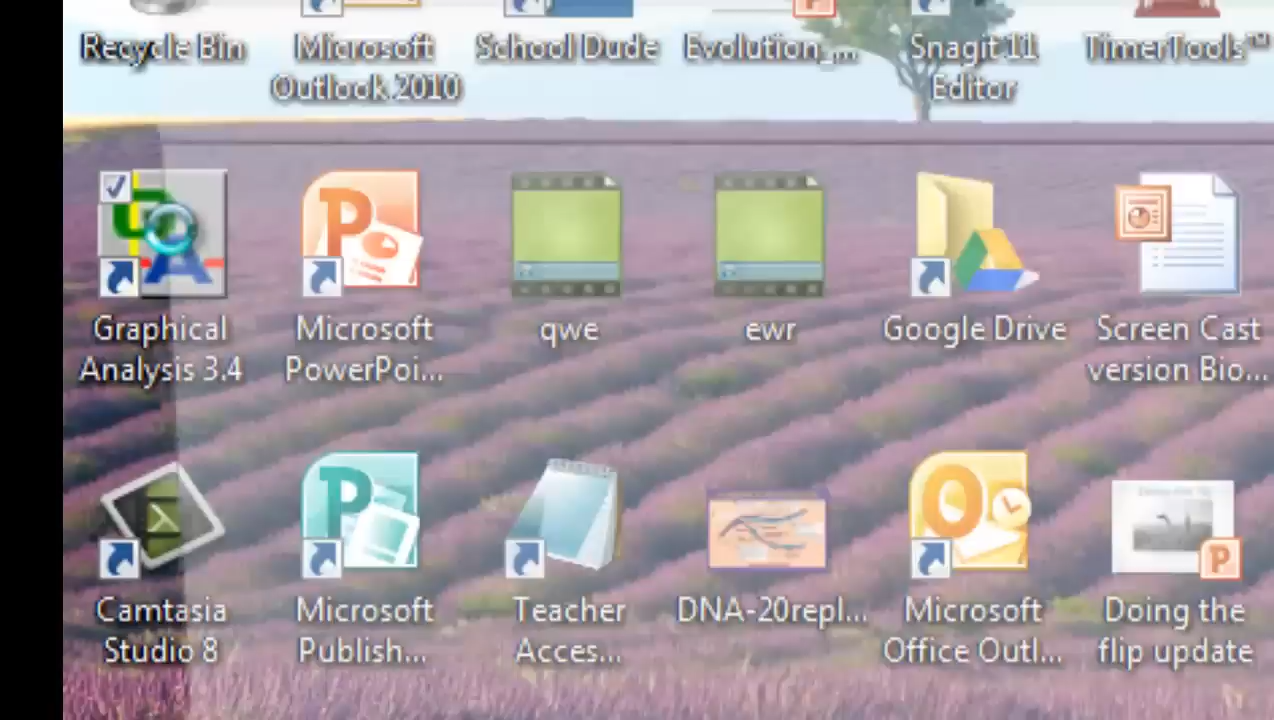 Recycle Bin
Microsoft
Outlook 2010
School Dude
Evolution_...
Snagit 11
Editor
TimerTools™
Graphical
Analysis 3.4
Microsoft
PowerPoi...
qwe
ewr
Google Drive
Screen Cast
version Bio...
Camtasia
Studio 8
Microsoft
Publish...
Teacher
Acces...
DNA-20repl...
Microsoft
Office Outl...
Doing the
flip update